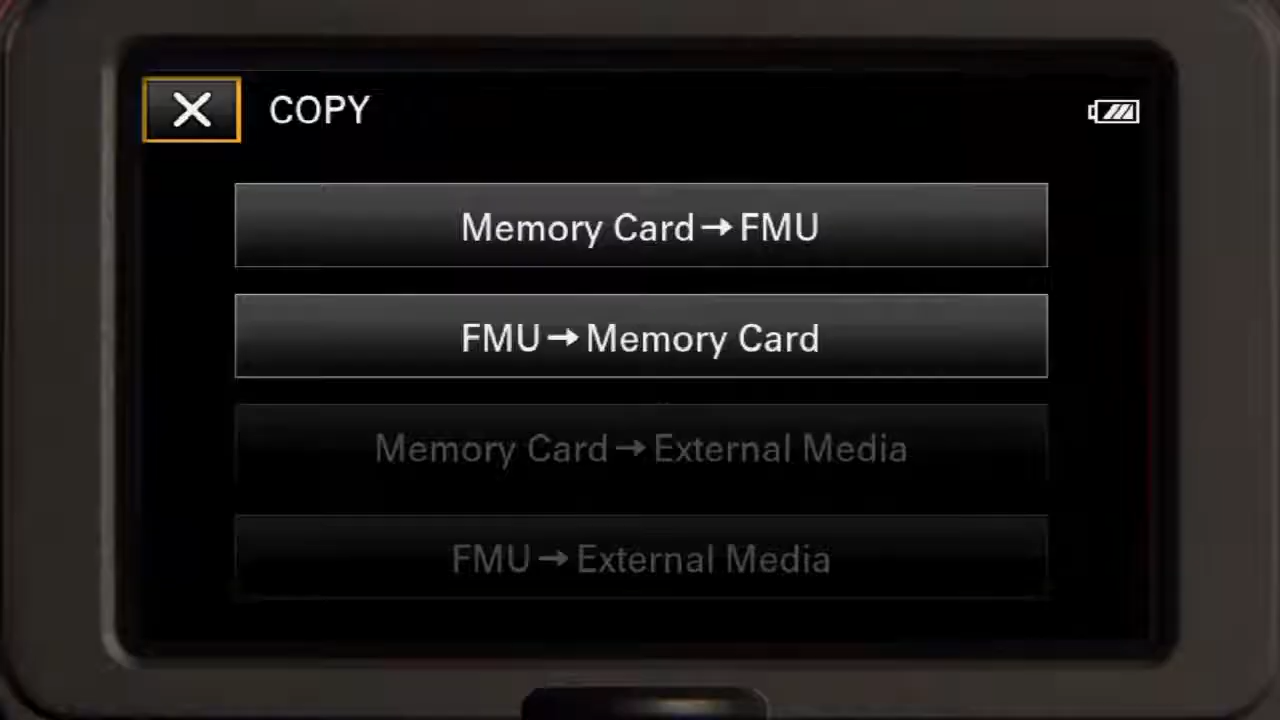 COPY
Memory Card→FMU
FMU→Memory Card
Memory Card→External Media
FMU→External Media